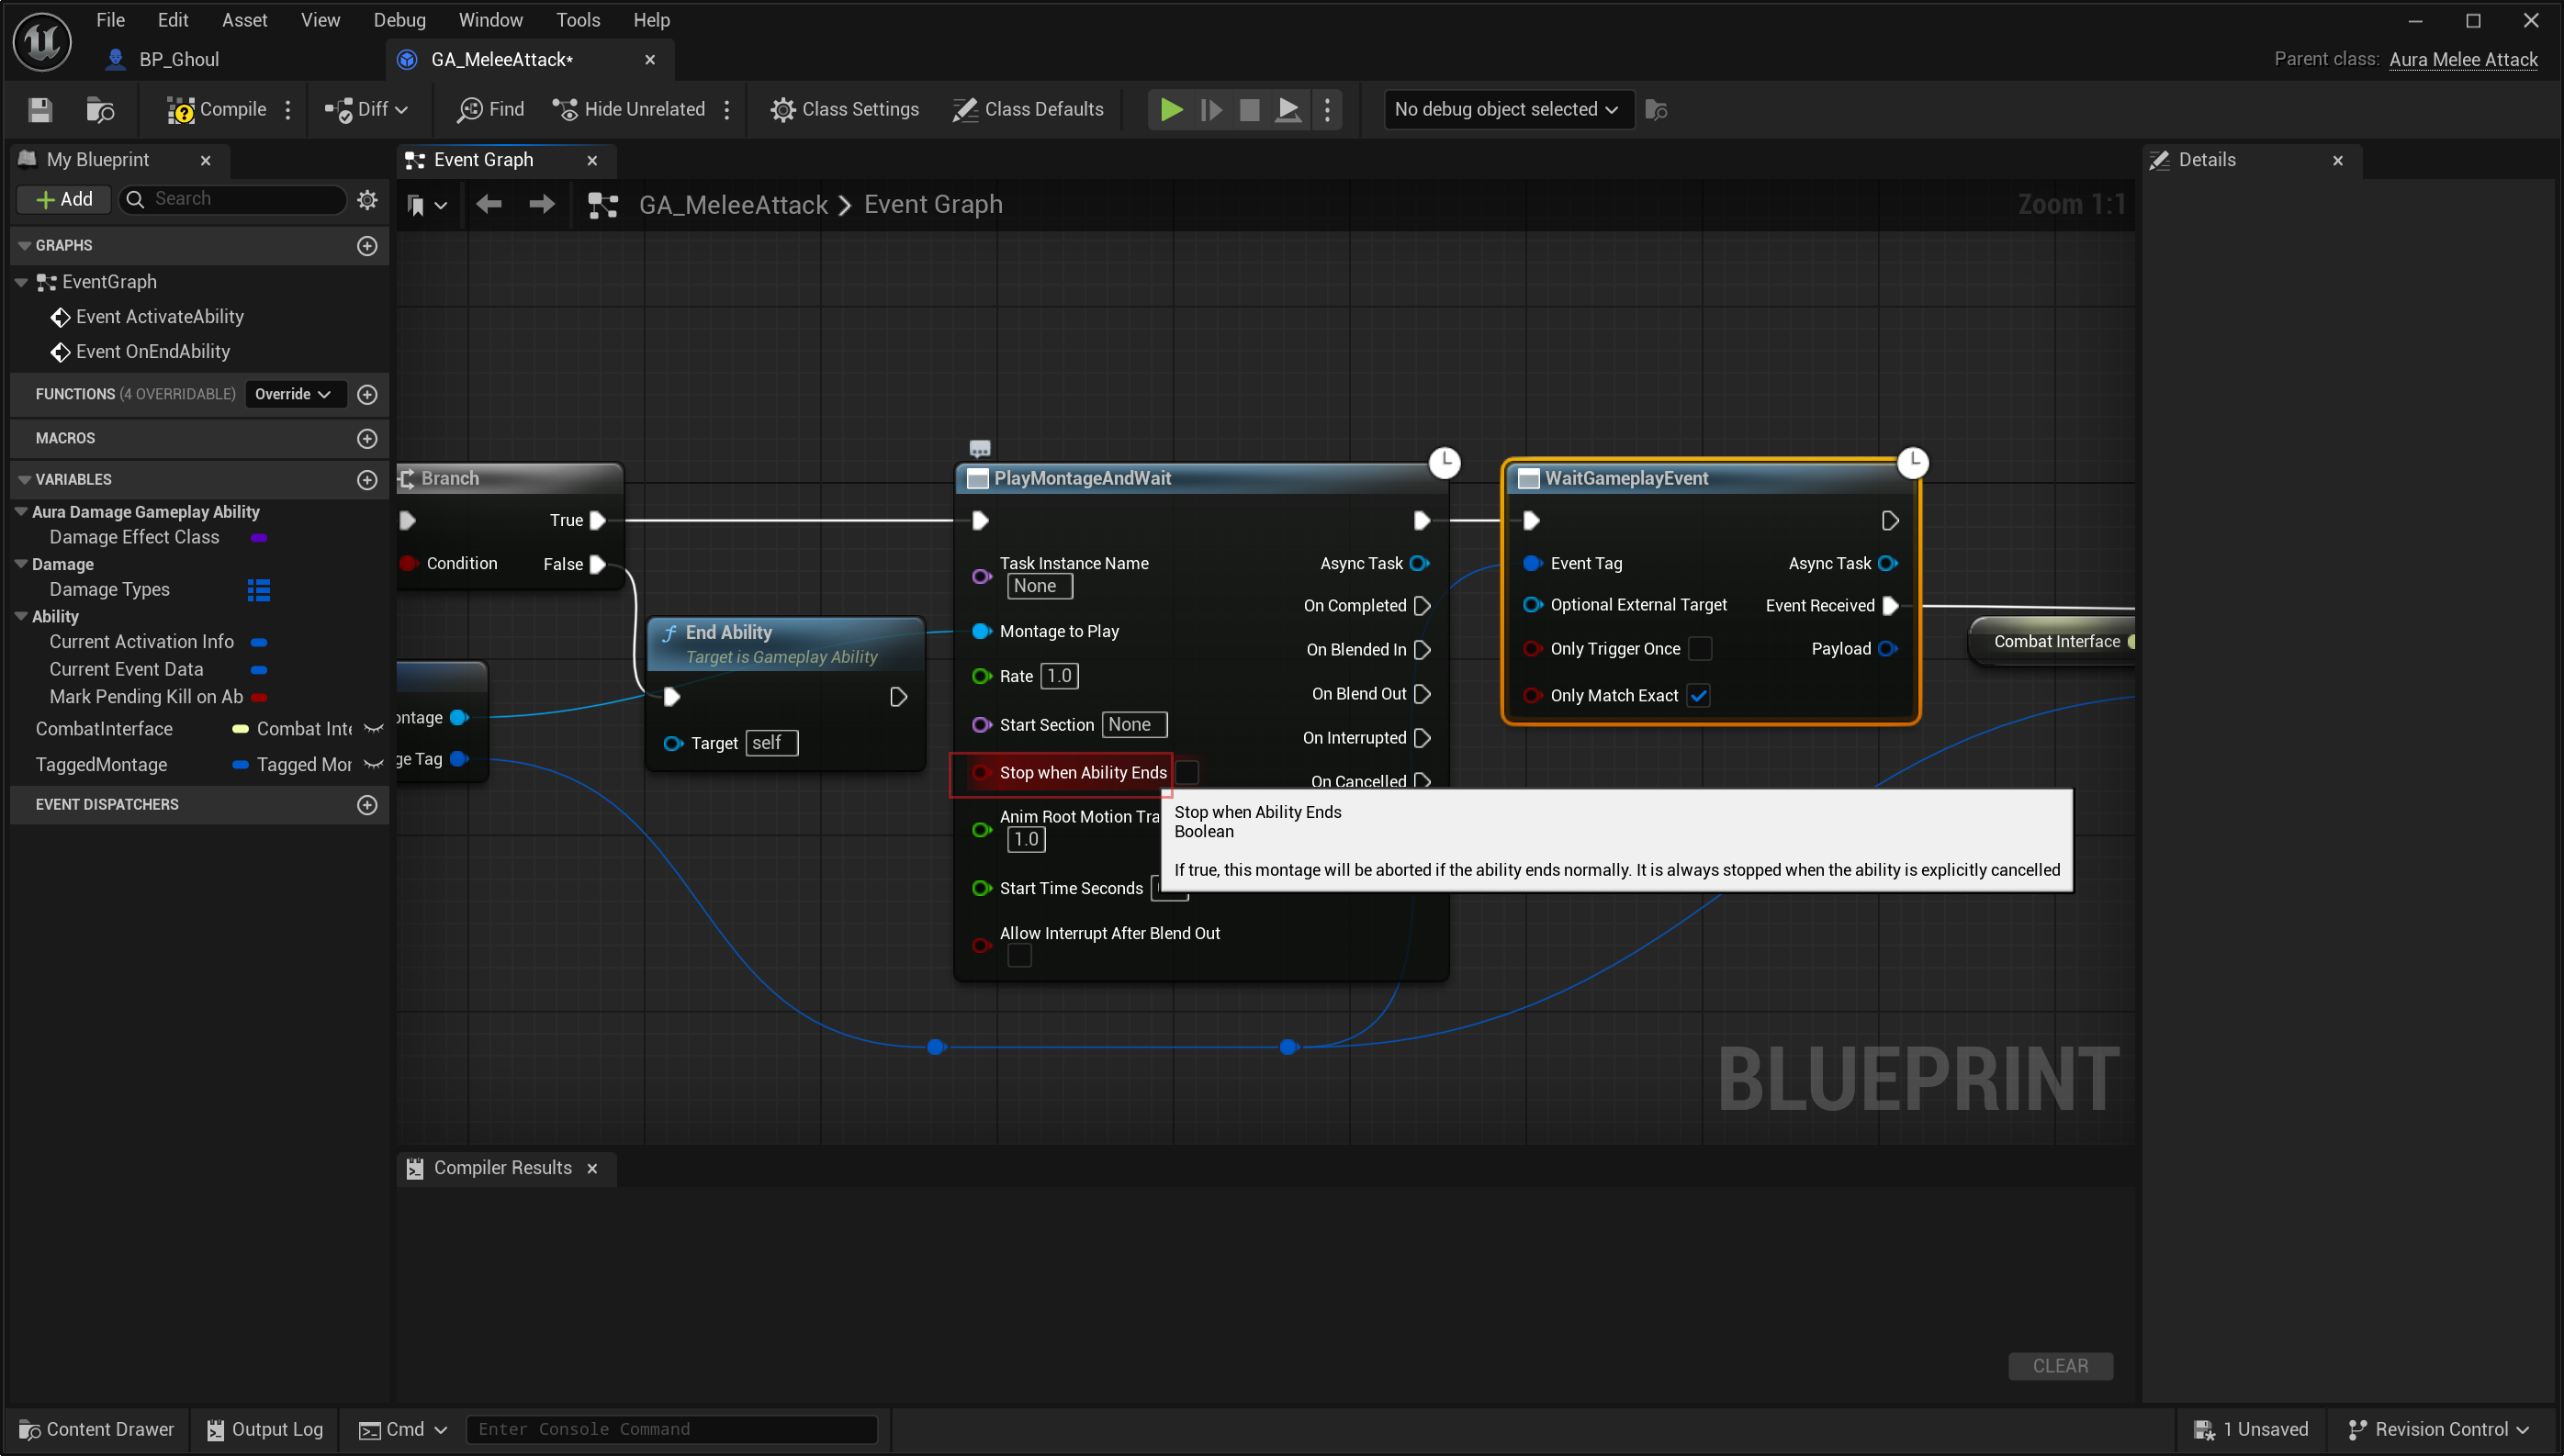 File Edit Asset View Debug Window Tools Help
BP_Ghoul
GA_MeleeAttack*
Parent class: Aura Melee Attack
Compile
Diff
Find
Hide Unrelated
Class Settings
Class Defaults
No debug object selected
My Blueprint
Event Graph
Details
Add
Search
GA_MeleeAttack > Event Graph
Zoom 1:1
GRAPHS
EventGraph
Event ActivateAbility
Event OnEndAbility
FUNCTIONS (4 OVERRIDABLE) Override
MACROS
VARIABLES
Aura Damage Gameplay Ability
Damage Effect Class
Damage
Damage Types
Ability
Current Activation Info
Current Event Data
Mark Pending Kill on Ab
CombatInterface Combat Inte
TaggedMontage Tagged Mor
EVENT DISPATCHERS
Branch
True
Condition
False
ontage
ge Tag
End Ability
Target is Gameplay Ability
Target self
PlayMontageAndWait
Task Instance Name
None
Async Task
On Completed
Montage to Play
On Blended In
Rate 1.0
On Blend Out
Start Section None
On Interrupted
Stop when Ability Ends
On Cancelled
Anim Root Motion Tra
1.0
Start Time Seconds
Allow Interrupt After Blend Out
WaitGameplayEvent
Event Tag
Async Task
Optional External Target
Event Received
Only Trigger Once
Payload
Only Match Exact
Combat Interface
Stop when Ability Ends
Boolean
If true, this montage will be aborted if the ability ends normally. It is always stopped when the ability is explicitly cancelled
BLUEPRINT
Compiler Results
CLEAR
Content Drawer
Output Log
Cmd
Enter Console Command
1 Unsaved
Revision Control